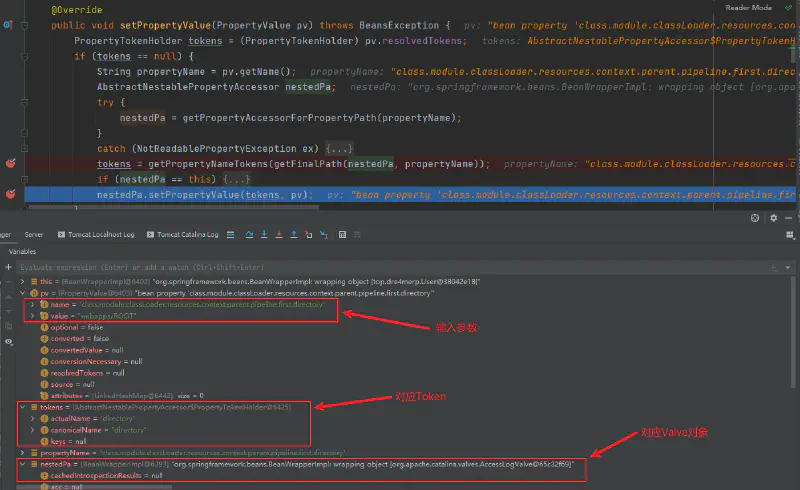 Reader Mode
@Override
public void setPropertyValue(PropertyValue pv) throws BeansException { pv: "bean property 'class.module.classLoader.resources.context.parent.pipeline.first.direc
PropertyTokenHolder tokens = (PropertyTokenHolder) pv.resolvedTokens; tokens: AbstractNestablePropertyAccessor$PropertyTokenH
if (tokens == null) {
String propertyName = pv.getName(); propertyName: "class.module.classLoader.resources.context.parent.pipeline.first.direc
AbstractNestablePropertyAccessor nestedPa; nestedPa: "org.springframework.beans.BeanWrapperImpl: wrapping object [org.apa
try {
nestedPa = getPropertyAccessorForPropertyPath(propertyName);
}
catch (NotReadablePropertyException ex) {...}
tokens = getPropertyNameTokens(getFinalPath(nestedPa, propertyName)); propertyName: "class.module.classLoader.resources.c
if (nestedPa == this) {...}
nestedPa.setPropertyValue(tokens, pv); pv: "bean property 'class.module.classLoader.resources.context.parent.pipeline.first
ger Server Tomcat Localhost Log Tomcat Catalina Log
Variables
Evaluate expression (Enter) or add a watch (Ctrl+Shift+Enter)
this = {BeanWrapperImpl@6402} "org.springframework.beans.BeanWrapperImpl: wrapping object [top.dre4merp.User@38042e18]"
pv = {PropertyValue@6403} "bean property 'class.module.classLoader.resources.context.parent.pipeline.first.directory'"
name = "class.module.classLoader.resources.context.parent.pipeline.first.directory"
value = "webapps/ROOT"
optional = false
输入参数
converted = false
convertedValue = null
conversionNecessary = null
resolvedTokens = null
source = null
attributes = {LinkedHashMap@6442} size = 0
对应Token
tokens = {AbstractNestablePropertyAccessor$PropertyTokenHolder@6425}
actualName = "directory"
canonicalName = "directory"
对应Valve对象
keys = null
propertyName = "class.module.classLoader.resources.context.parent.pipeline.first.directory"
nestedPa = {BeanWrapperImpl@6393} "org.springframework.beans.BeanWrapperImpl: wrapping object [org.apache.catalina.valves.AccessLogValve@65c32f69]"
cachedIntrospectionResults = null
acc = null